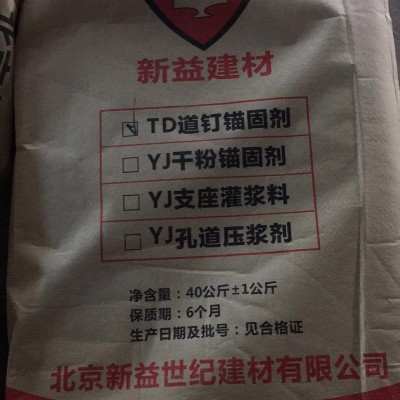 新益建材
☑ TD道钉锚固剂
☐ YJ干粉锚固剂
☐ YJ支座灌浆料
☐ YJ孔道压浆剂
净含量：40公斤±1公斤
保质期：6个月
生产日期及批号：见合格证
北京新益世纪建材有限公司